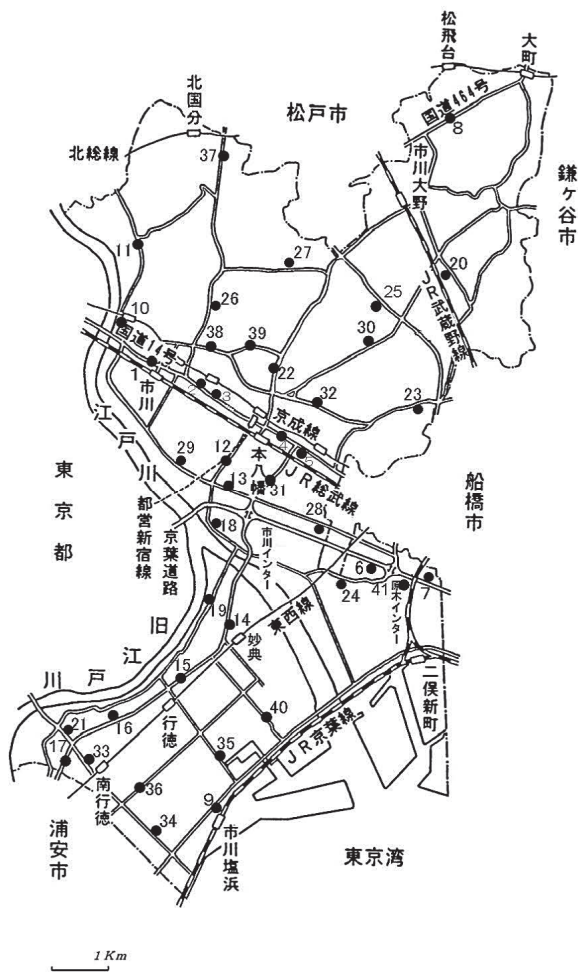 松飛台
大町
北国分
松戸市
国道464号
8
北総線
37
市川大野
鎌ヶ谷市
11
27
20
JR武蔵野線
10
26
25
国道14号
38
39
30
1
市川
2
3
22
32
23
京成線
江戸川
4
5
29
12
本八幡
JR総武線
13
31
東京都
船橋市
都営新宿線
京葉道路
18
28
市川インター
6
24
41
原木インター
7
19
14
東西線
旧江戸川
妙典
15
二俣新町
行徳
16
40
21
17
33
35
JR京葉線
南行徳
36
9
34
市川塩浜
浦安市
東京湾
1Km